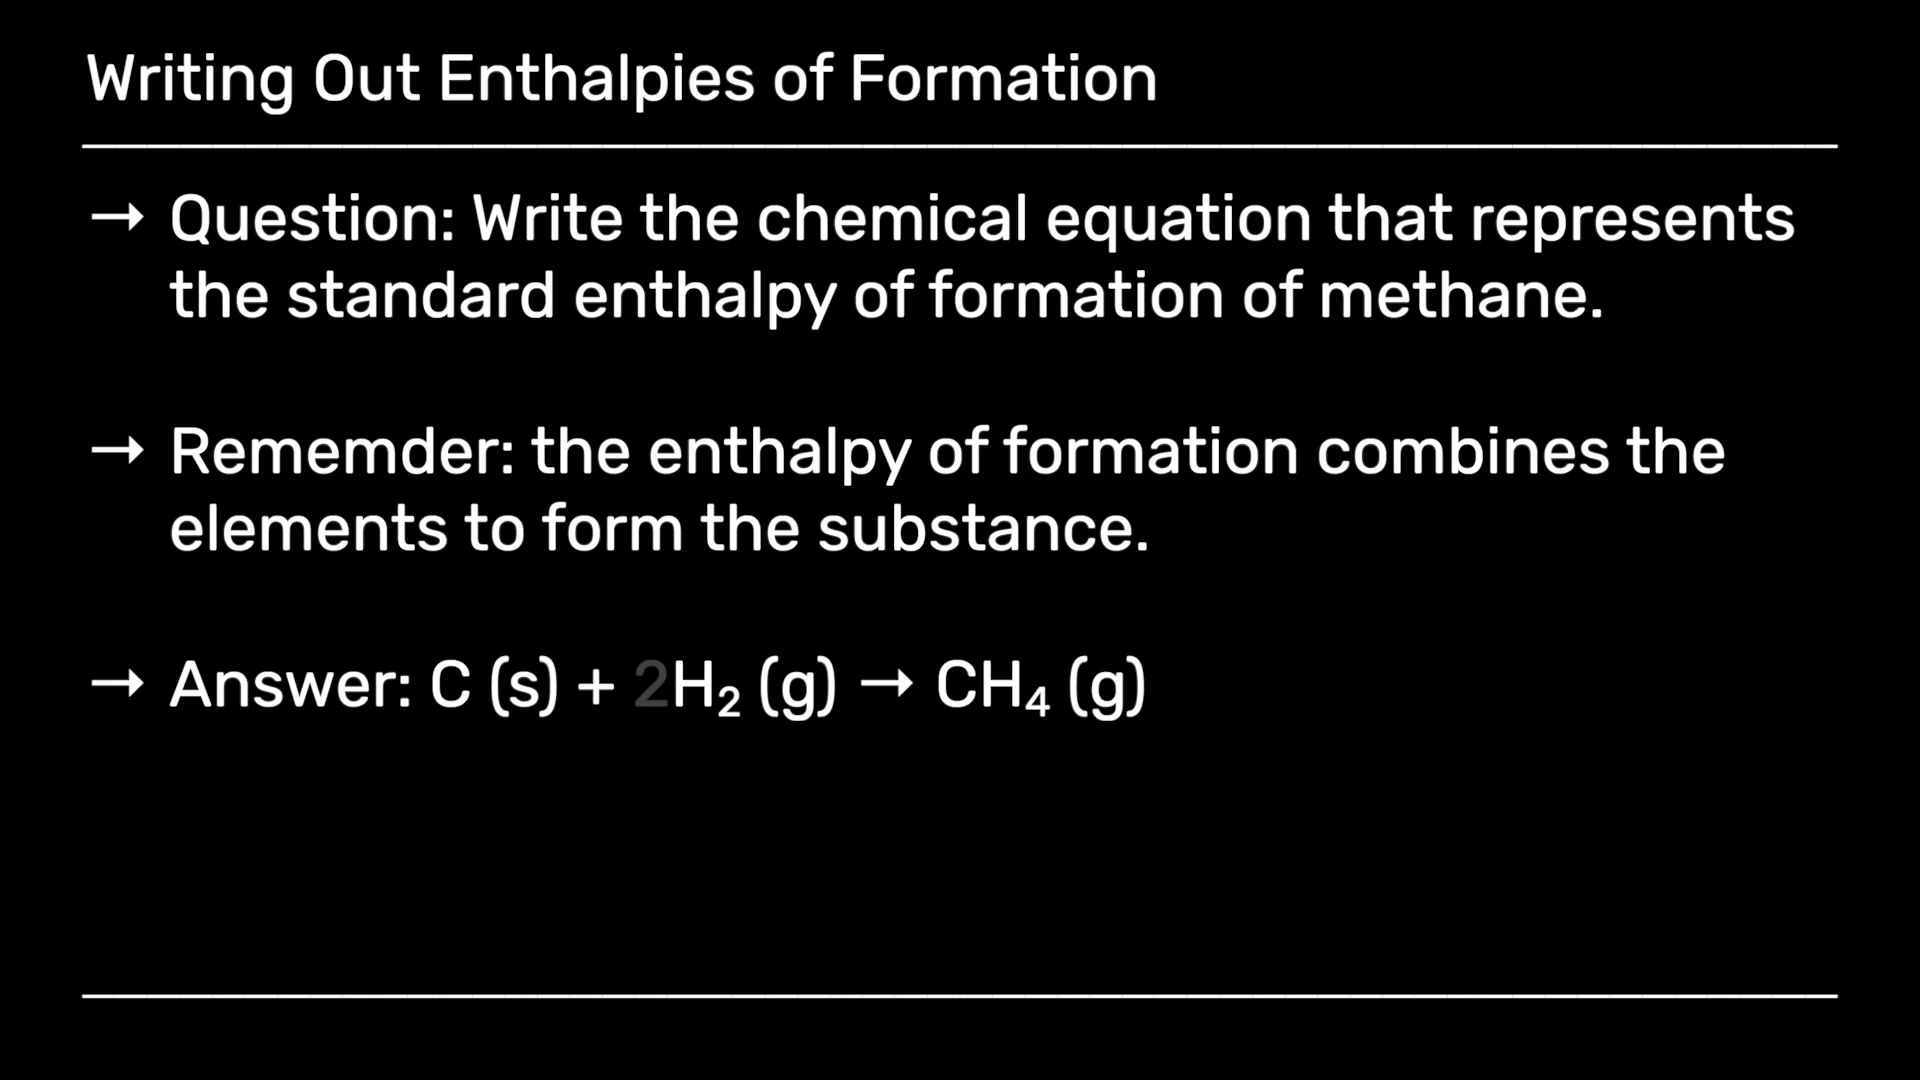 Writing Out Enthalpies of Formation
→ Question: Write the chemical equation that represents
the standard enthalpy of formation of methane.
→ Rememder: the enthalpy of formation combines the
elements to form the substance.
→ Answer: C (s) + 2H₂ (g) → CH₄ (g)